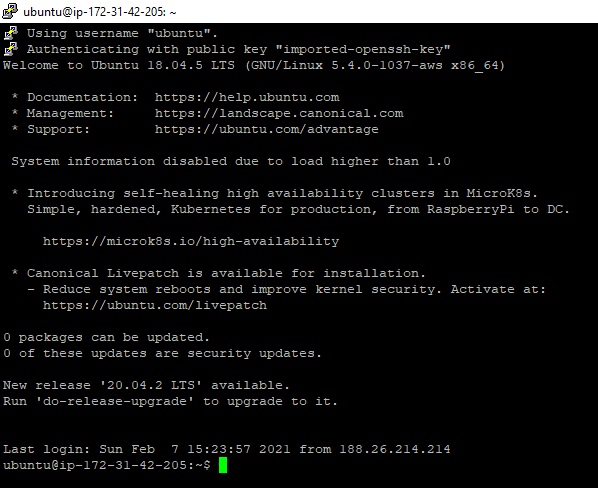 ubuntu@ip-172-31-42-205: ~
Using username "ubuntu".
Authenticating with public key "imported-openssh-key"
Welcome to Ubuntu 18.04.5 LTS (GNU/Linux 5.4.0-1037-aws x86_64)
* Documentation:  https://help.ubuntu.com
* Management:     https://landscape.canonical.com
* Support:        https://ubuntu.com/advantage
System information disabled due to load higher than 1.0
* Introducing self-healing high availability clusters in MicroK8s.
Simple, hardened, Kubernetes for production, from RaspberryPi to DC.
https://microk8s.io/high-availability
* Canonical Livepatch is available for installation.
- Reduce system reboots and improve kernel security. Activate at:
https://ubuntu.com/livepatch
0 packages can be updated.
0 of these updates are security updates.
New release '20.04.2 LTS' available.
Run 'do-release-upgrade' to upgrade to it.
Last login: Sun Feb  7 15:23:57 2021 from 188.26.214.214
ubuntu@ip-172-31-42-205:~$